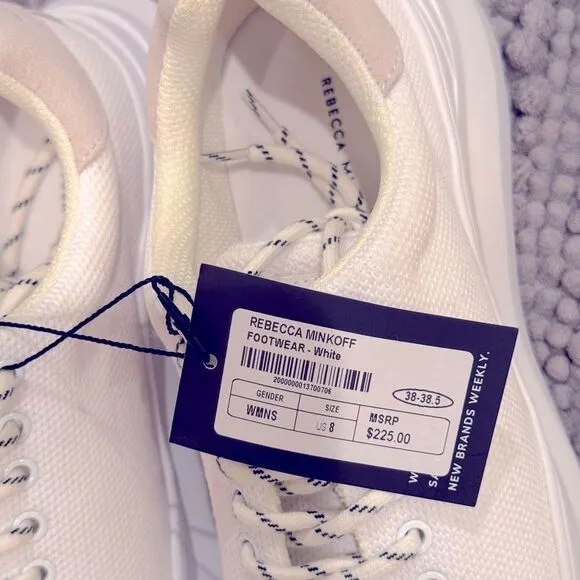 REBECCA M
REBECCA MINKOFF
FOOTWEAR - White
2000000013700706
38-38.5
GENDER
SIZE
MSRP
WMNS
US 8
$225.00
NEW BRANDS WEEKLY.